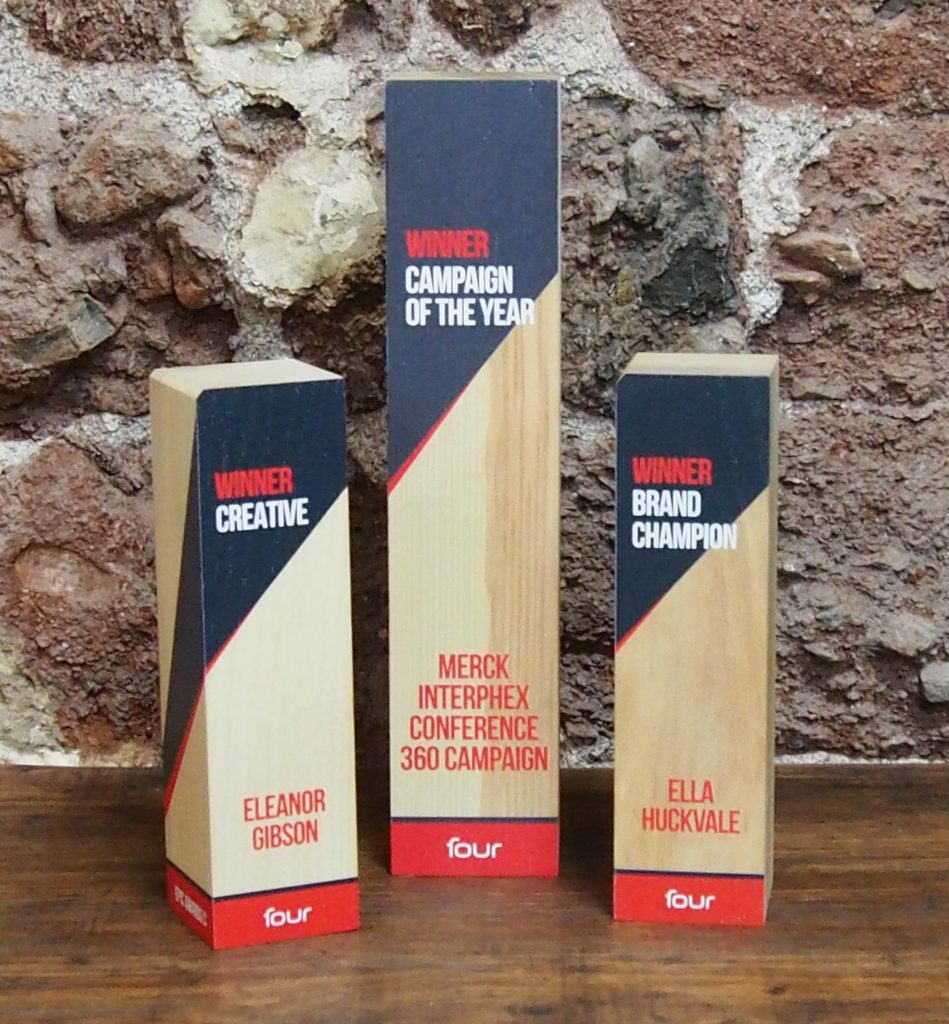 WINNER
CREATIVE
ELEANOR
GIBSON
four
WINNER
CAMPAIGN
OF THE YEAR
MERCK
INTERPHEX
CONFERENCE
360 CAMPAIGN
four
WINNER
BRAND
CHAMPION
ELLA
HUCKVALE
four